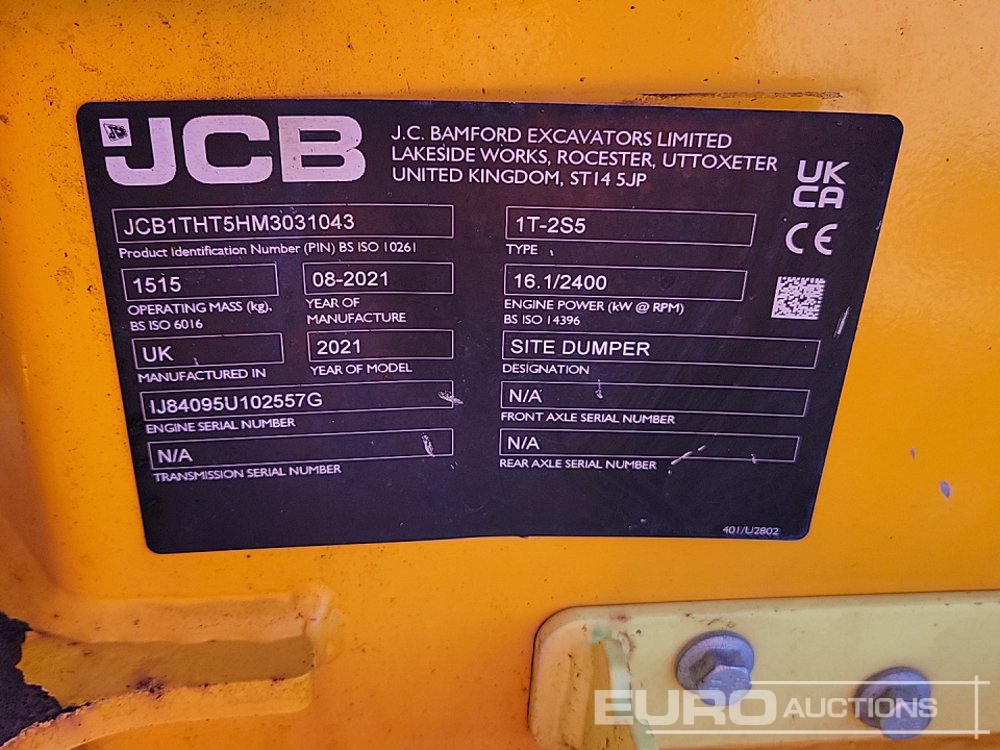 JCB
J.C. BAMFORD EXCAVATORS LIMITED
LAKESIDE WORKS, ROCESTER, UTTOXETER
UNITED KINGDOM, ST14 5JP
UK
CA
CE
JCB1THT5HM3031043
Product Identification Number (PIN) BS ISO 10261
1T-2S5
TYPE
1515
OPERATING MASS (kg),
BS ISO 6016
08-2021
YEAR OF
MANUFACTURE
16.1/2400
ENGINE POWER (kW @ RPM)
BS ISO 14396
UK
MANUFACTURED IN
2021
YEAR OF MODEL
SITE DUMPER
DESIGNATION
IJ84095U102557G
ENGINE SERIAL NUMBER
N/A
FRONT AXLE SERIAL NUMBER
N/A
TRANSMISSION SERIAL NUMBER
N/A
REAR AXLE SERIAL NUMBER
401/U2802
EURO AUCTIONS